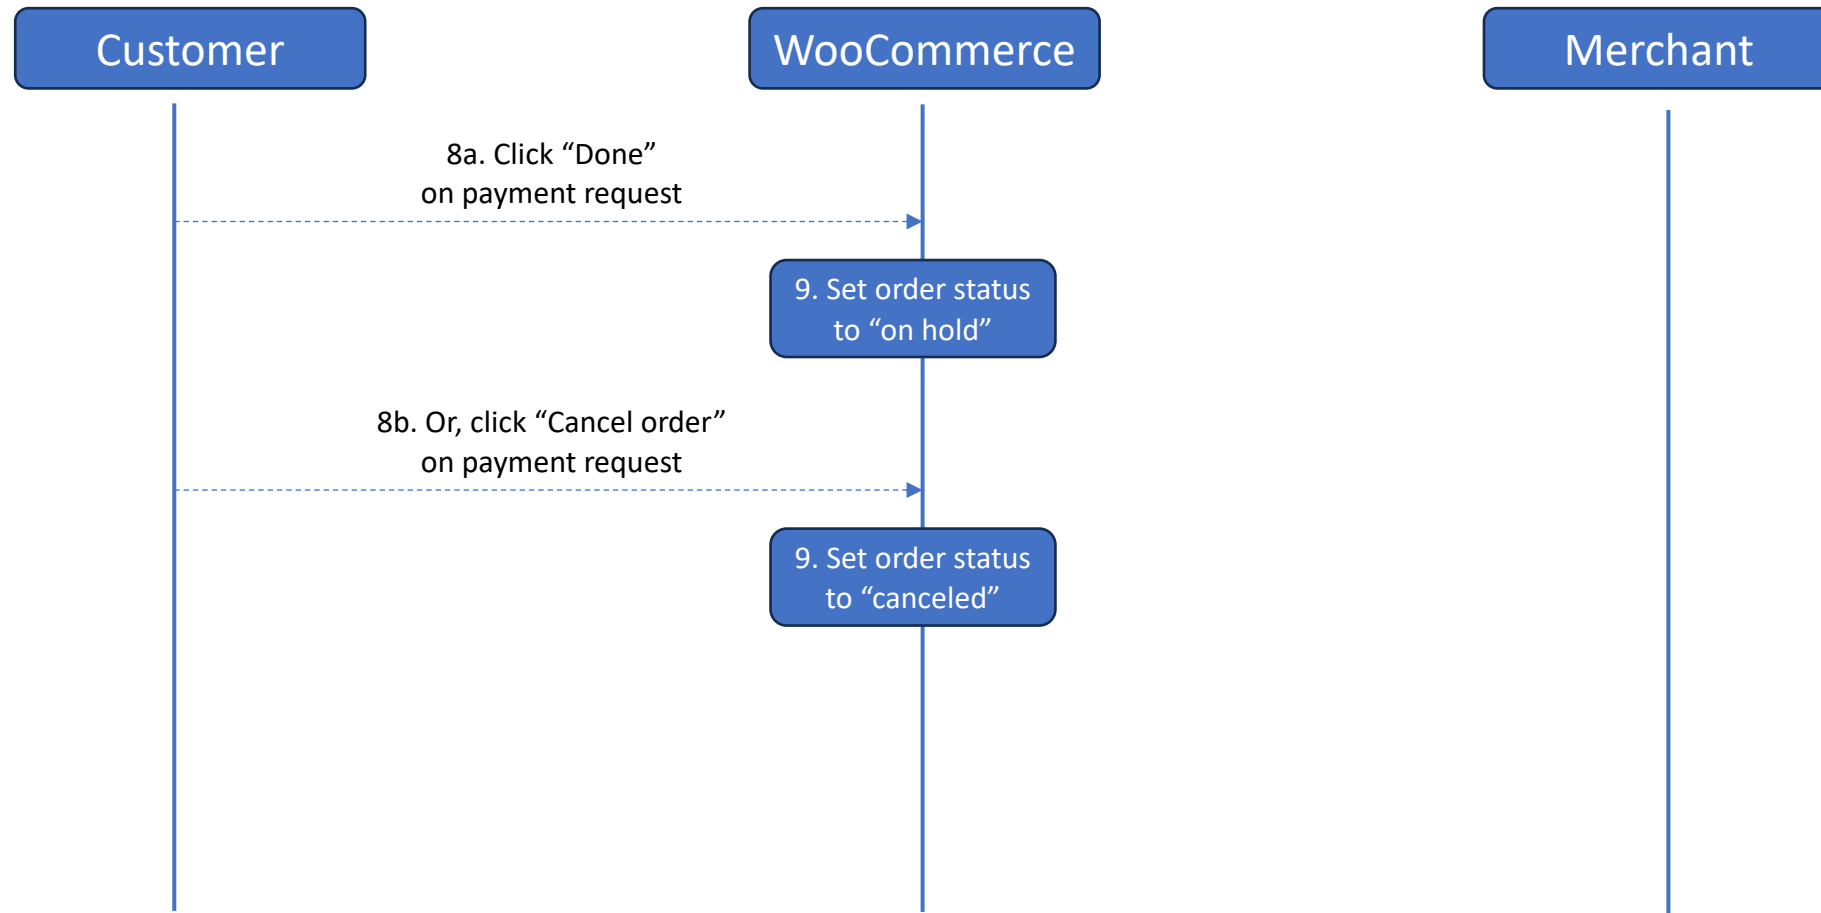 Customer
WooCommerce
Merchant
8a. Click “Done”
on payment request
9. Set order status
to “on hold”
8b. Or, click “Cancel order”
on payment request
9. Set order status
to “canceled”